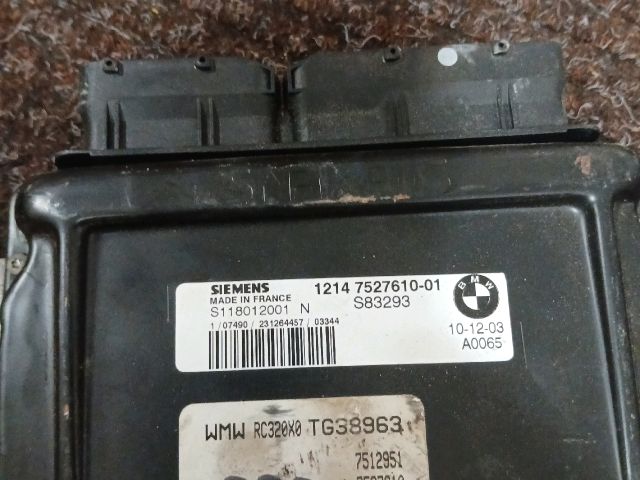 SIEMENS 1214 7527610-01 BMW
MADE IN FRANCE
S118012001 N S83293
1 / 07490 / 231264457 / 03344
10-12-03
A0065
WMW RC320X0 TG38963
7512951